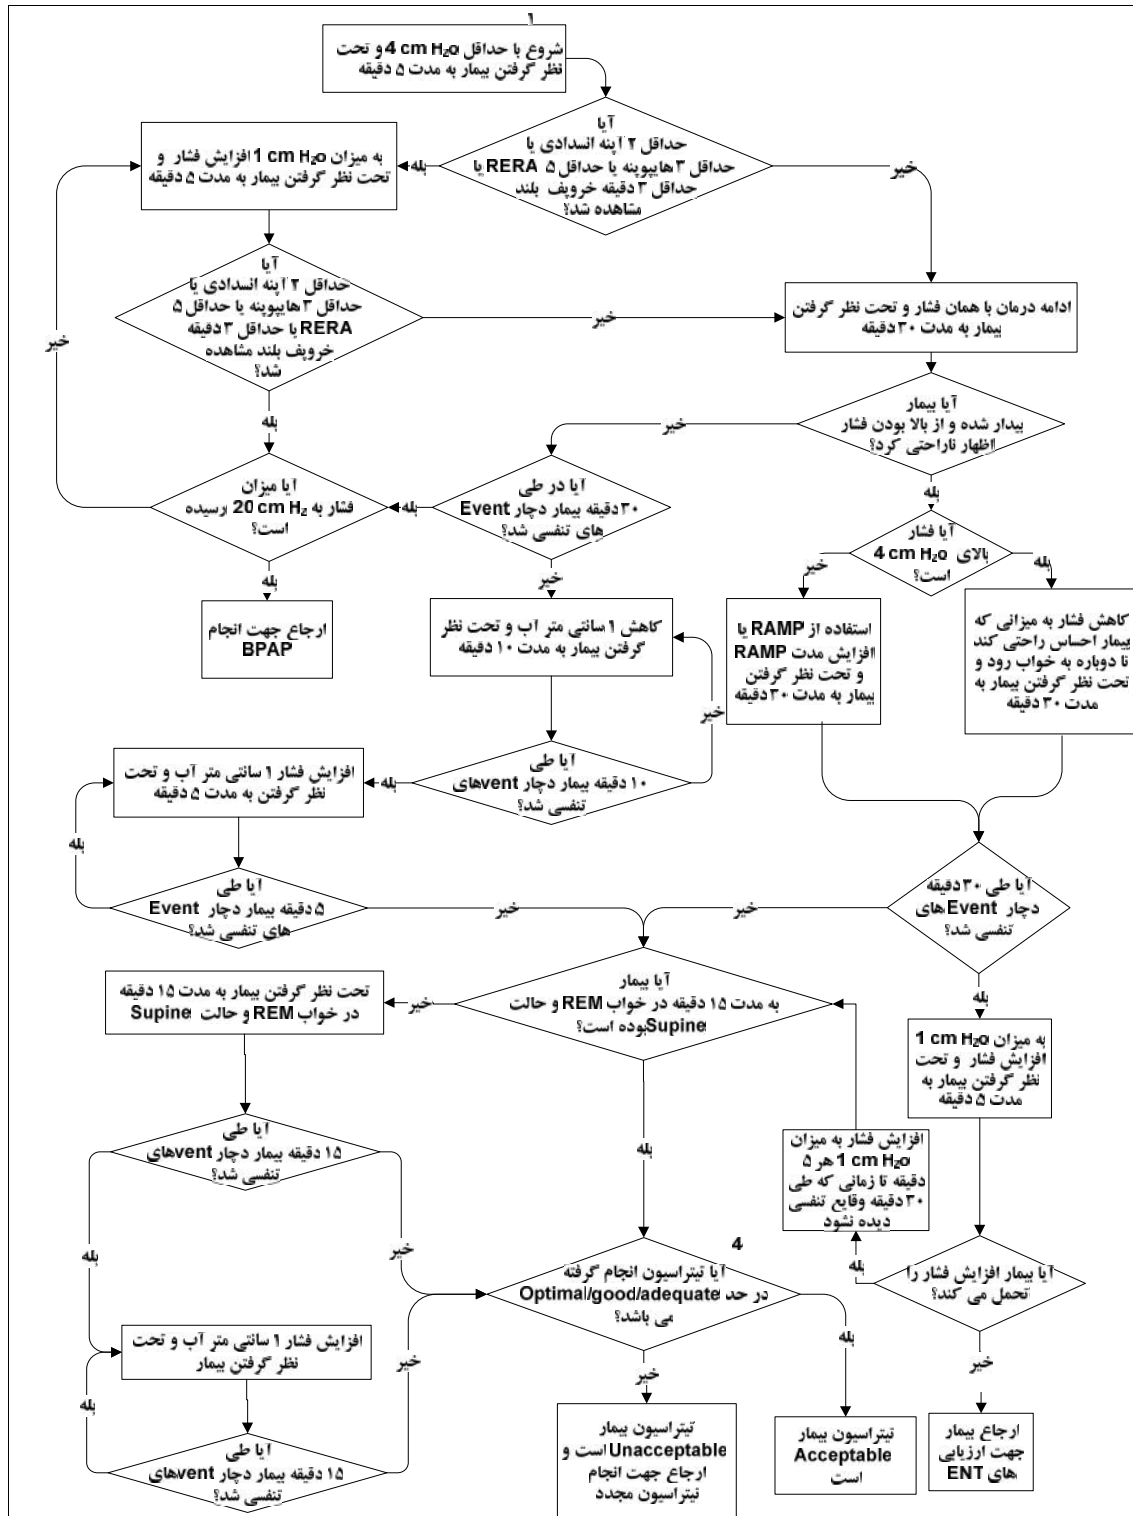 ۱
شروع با حداقل 4 cm H₂o و تحت
نظر گرفتن بیمار به مدت ۵ دقیقه
آیا
حداقل ۲ آپنه انسدادی یا
حداقل ۳ هایپوپنه یا حداقل ۵ RERA یا
حداقل ۳ دقیقه خروپف بلند
مشاهده شد؟
بله
خیر
به میزان 1 cm H₂o افزایش فشار و
تحت نظر گرفتن بیمار به مدت ۵ دقیقه
آیا
حداقل ۲ آپنه انسدادی یا
حداقل ۳ هایپوپنه یا حداقل ۵
RERA یا حداقل ۳ دقیقه
خروپف بلند مشاهده
شد؟
خیر
خیر
بله
ادامه درمان با همان فشار و تحت نظر گرفتن
بیمار به مدت ۳۰ دقیقه
آیا بیمار
بیدار شده و از بالا بودن فشار
اظهار ناراحتی کرد؟
خیر
بله
آیا در طی
۳۰ دقیقه بیمار دچار Event
های تنفسی شد؟
بله
خیر
آیا میزان
فشار به 20 cm H₂ رسیده
است؟
بله
ارجاع جهت انجام
BPAP
آیا فشار
بالای 4 cm H₂o
است؟
بله
خیر
کاهش فشار به میزانی که
بیمار احساس راحتی کند
تا دوباره به خواب رود و
تحت نظر گرفتن بیمار به
مدت ۳۰ دقیقه
استفاده از RAMP یا
افزایش مدت RAMP
و تحت نظر گرفتن
بیمار به مدت ۳۰ دقیقه
کاهش ۱ سانتی متر آب و تحت نظر
گرفتن بیمار به مدت ۱۰ دقیقه
خیر
آیا طی
۱۰ دقیقه بیمار دچار ventهای
تنفسی شد؟
بله
افزایش فشار ۱ سانتی متر آب و تحت
نظر گرفتن به مدت ۵ دقیقه
بله
آیا طی
۵ دقیقه بیمار دچار Event
های تنفسی شد؟
خیر
آیا طی ۳۰ دقیقه
دچار Eventهای
تنفسی شد؟
خیر
بله
آیا بیمار
به مدت ۱۵ دقیقه در خواب REM و حالت
Supine بوده است؟
خیر
بله
تحت نظر گرفتن بیمار به مدت ۱۵ دقیقه
در خواب REM و حالت Supine
به میزان 1 cm H₂o
افزایش فشار و تحت
نظر گرفتن بیمار به
مدت ۵ دقیقه
آیا طی
۱۵ دقیقه بیمار دچار ventهای
تنفسی شد؟
بله
خیر
افزایش فشار به میزان
1 cm H₂o هر ۵
دقیقه تا زمانی که طی
۳۰ دقیقه وقایع تنفسی
دیده نشود
آیا بیمار افزایش فشار را
تحمل می کند؟
بله
خیر
4
آیا تیتراسیون انجام گرفته
در حد Optimal/good/adequate
می باشد؟
بله
خیر
افزایش فشار ۱ سانتی متر آب و تحت
نظر گرفتن بیمار
خیر
بله
آیا طی
۱۵ دقیقه بیمار دچار ventهای
تنفسی شد؟
تیتراسیون بیمار
Unacceptable است و
ارجاع جهت انجام
تیتراسیون مجدد
تیتراسیون بیمار
Acceptable
است
ارجاع بیمار
جهت ارزیابی
های ENT